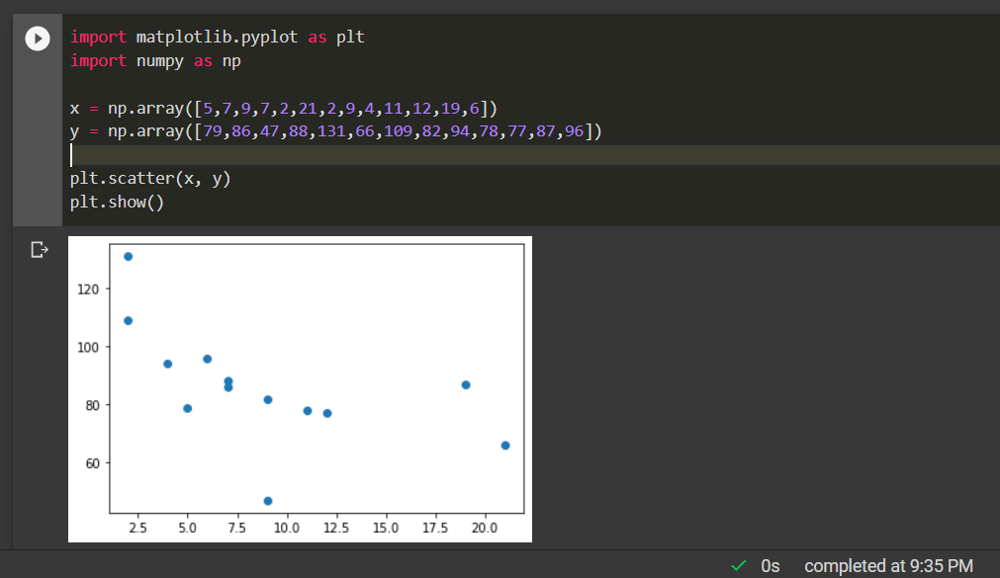 import matplotlib.pyplot as plt
import numpy as np
x = np.array([5,7,9,7,2,21,2,9,4,11,12,19,6])
y = np.array([79,86,47,88,131,66,109,82,94,78,77,87,96])
plt.scatter(x, y)
plt.show()
120
100
80
60
2.5 5.0 7.5 10.0 12.5 15.0 17.5 20.0
0s completed at 9:35 PM